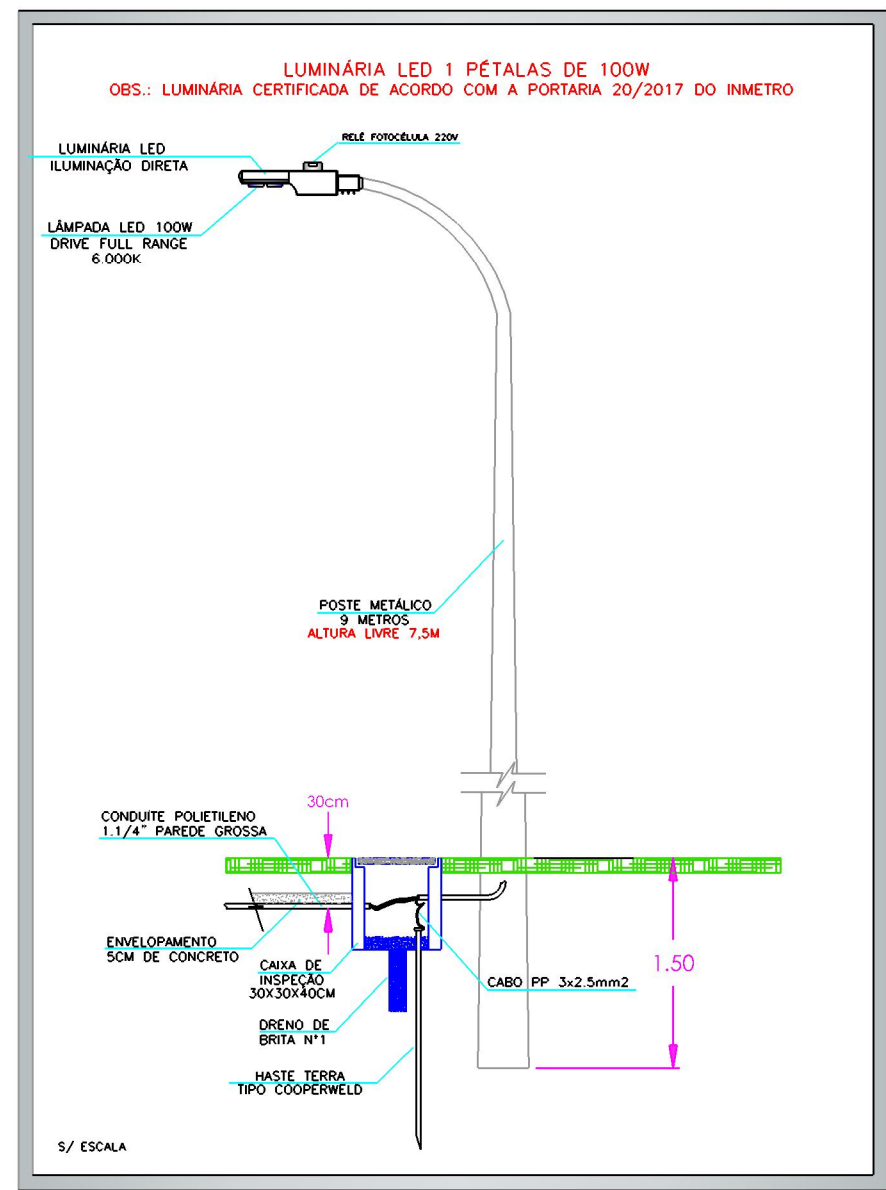 LUMINÁRIA LED 1 PÉTALAS DE 100W
OBS.: LUMINÁRIA CERTIFICADA DE ACORDO COM A PORTARIA 20/2017 DO INMETRO
RELÉ FOTOCÉLULA 220V
LUMINÁRIA LED
ILUMINAÇÃO DIRETA
LÂMPADA LED 100W
DRIVE FULL RANGE
6.000K
POSTE METÁLICO
9 METROS
ALTURA LIVRE 7,5M
30cm
CONDUÍTE POLIETILENO
1.1/4" PAREDE GROSSA
ENVELOPAMENTO
5CM DE CONCRETO
CAIXA DE
INSPEÇÃO
30X30X40CM
CABO PP 3x2.5mm2
1.50
DRENO DE
BRITA N°1
HASTE TERRA
TIPO COOPERWELD
S/ ESCALA